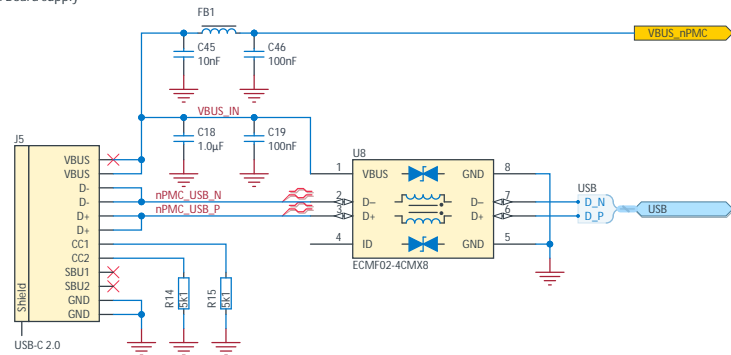 Board supply
FB1
VBUS_nPMC
C45
10nF
C46
100nF
VBUS_IN
C18
1.0µF
C19
100nF
J5
VBUS
VBUS
D-
D-
D+
D+
CC1
CC2
SBU1
SBU2
GND
GND
Shield
USB-C 2.0
nPMC_USB_N
nPMC_USB_P
R14
5k1
R15
5k1
U8
1 VBUS GND 8
2 D− D− 7
3 D+ D+ 6
4 ID GND 5
ECMF02-4CMX8
USB
D_N
D_P
USB